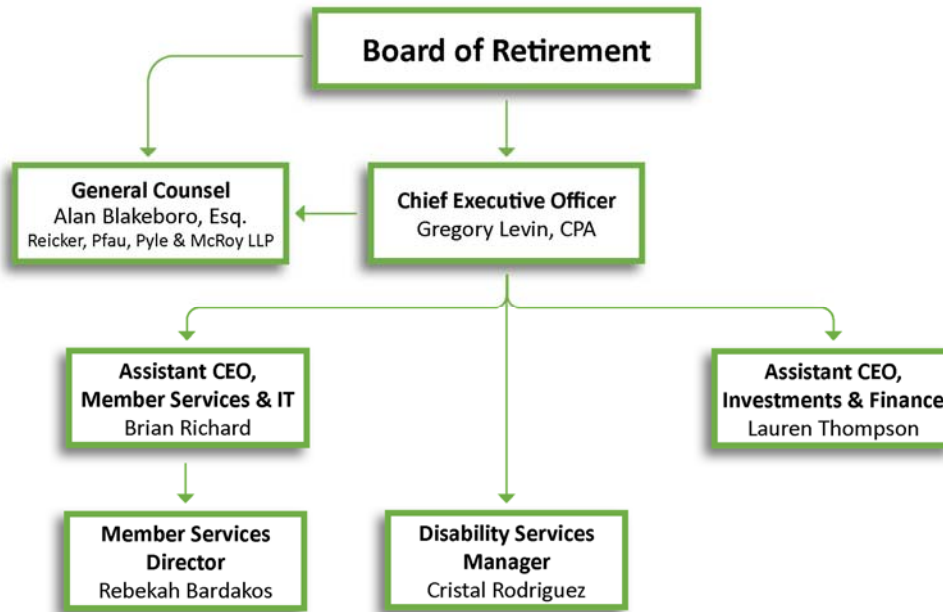 Board of Retirement
General Counsel
Alan Blakeboro, Esq.
Reicker, Pfau, Pyle & McRoy LLP
Chief Executive Officer
Gregory Levin, CPA
Assistant CEO,
Member Services & IT
Brian Richard
Assistant CEO,
Investments & Finance
Lauren Thompson
Member Services
Director
Rebekah Bardakos
Disability Services
Manager
Cristal Rodriguez